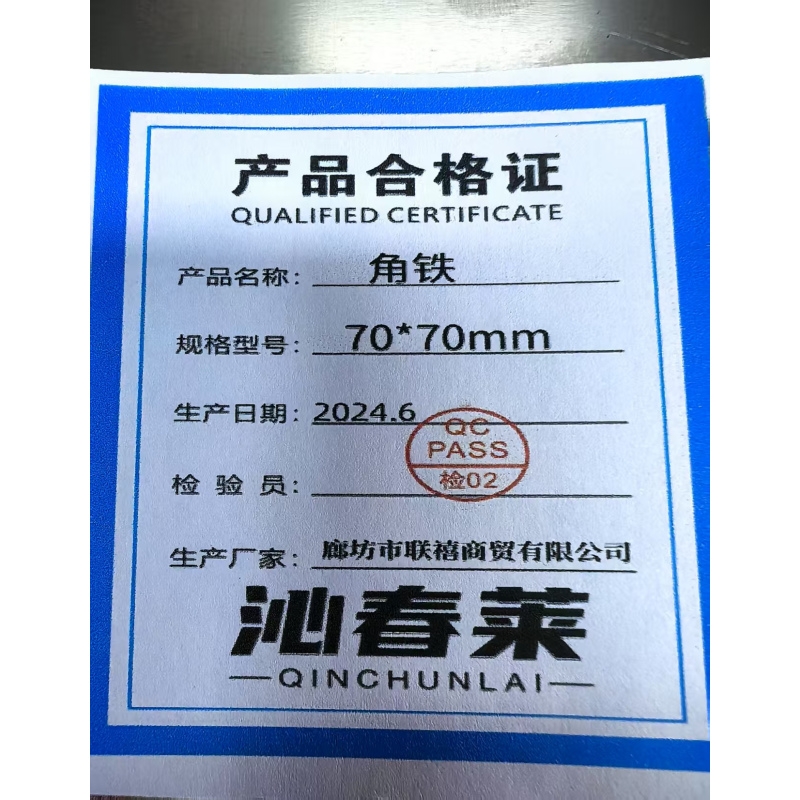 产品合格证
QUALIFIED CERTIFICATE
产品名称: 角铁
规格型号: 70*70mm
生产日期: 2024.6
QC
PASS
检02
检验员:
生产厂家: 廊坊市联禧商贸有限公司
沁春莱
—QINCHUNLAI—